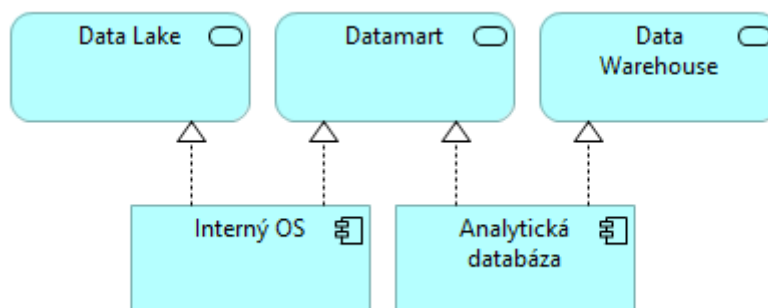 Data Lake
Datamart
Data
Warehouse
Interný OS
Analytická
databáza